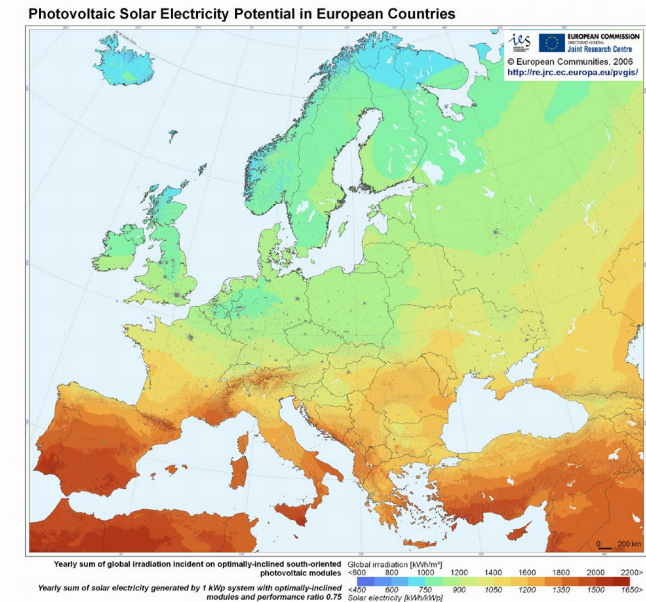 Photovoltaic Solar Electricity Potential in European Countries
ies
EUROPEAN COMMISSION
DIRECTORATE-GENERAL
Joint Research Centre
© European Communities, 2006
http://re.jrc.ec.europa.eu/pvgis/
0 200 km
Yearly sum of global irradiation incident on optimally-inclined south-oriented
photovoltaic modules
Global irradiation [kWh/m²]
<600 800 1000 1200 1400 1600 1800 2000 2200>
Yearly sum of solar electricity generated by 1 kWp system with optimally-inclined
modules and performance ratio 0.75
<450 600 750 900 1050 1200 1350 1500 1650>
Solar electricity [kWh/kWp]